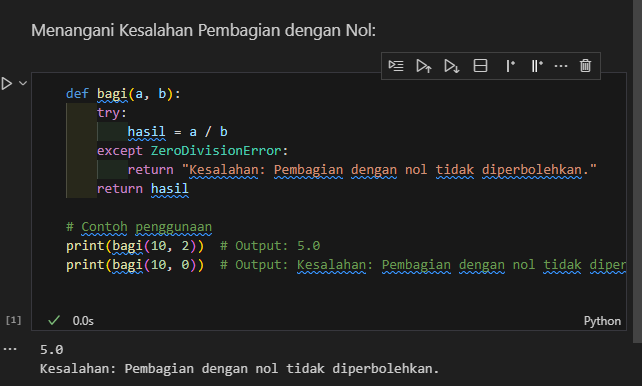 Menangani Kesalahan Pembagian dengan Nol:
def bagi(a, b):
    try:
        hasil = a / b
    except ZeroDivisionError:
        return "Kesalahan: Pembagian dengan nol tidak diperbolehkan."
    return hasil

# Contoh penggunaan
print(bagi(10, 2))  # Output: 5.0
print(bagi(10, 0))  # Output: Kesalahan: Pembagian dengan nol tidak diper
[1]
0.0s
Python
5.0
Kesalahan: Pembagian dengan nol tidak diperbolehkan.